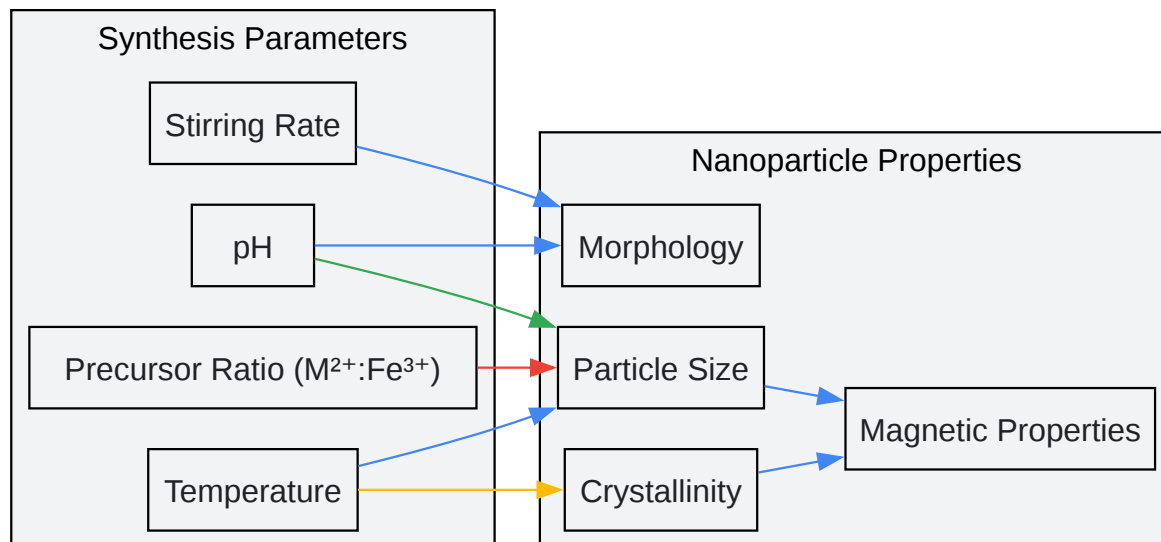 Synthesis Parameters
Stirring Rate
pH
Precursor Ratio (M²⁺:Fe³⁺)
Temperature
Nanoparticle Properties
Morphology
Particle Size
Crystallinity
Magnetic Properties